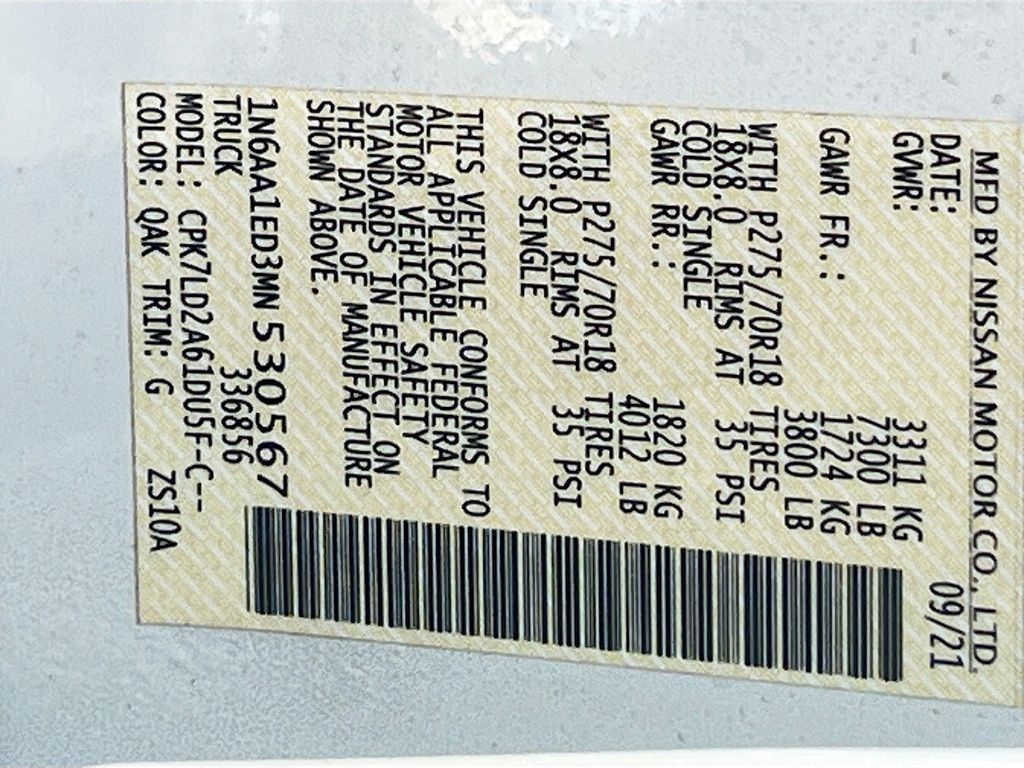 MFD BY NISSAN MOTOR CO., LTD.
DATE: 09/21
GVWR: 3311 KG
7300 LB
GAWR FR.: 1724 KG
3800 LB
WITH P275/70R18 TIRES
18X8.0 RIMS AT 35 PSI
COLD SINGLE
GAWR RR.: 1820 KG
4012 LB
WITH P275/70R18 TIRES
18X8.0 RIMS AT 35 PSI
COLD SINGLE
THIS VEHICLE CONFORMS TO
ALL APPLICABLE FEDERAL
MOTOR VEHICLE SAFETY
STANDARDS IN EFFECT ON
THE DATE OF MANUFACTURE
SHOWN ABOVE.
1N6AA1ED3MN530567
TRUCK 336856
MODEL: CPK7LD2A61DU5F-C--
COLOR: QAK TRIM: G ZS10A